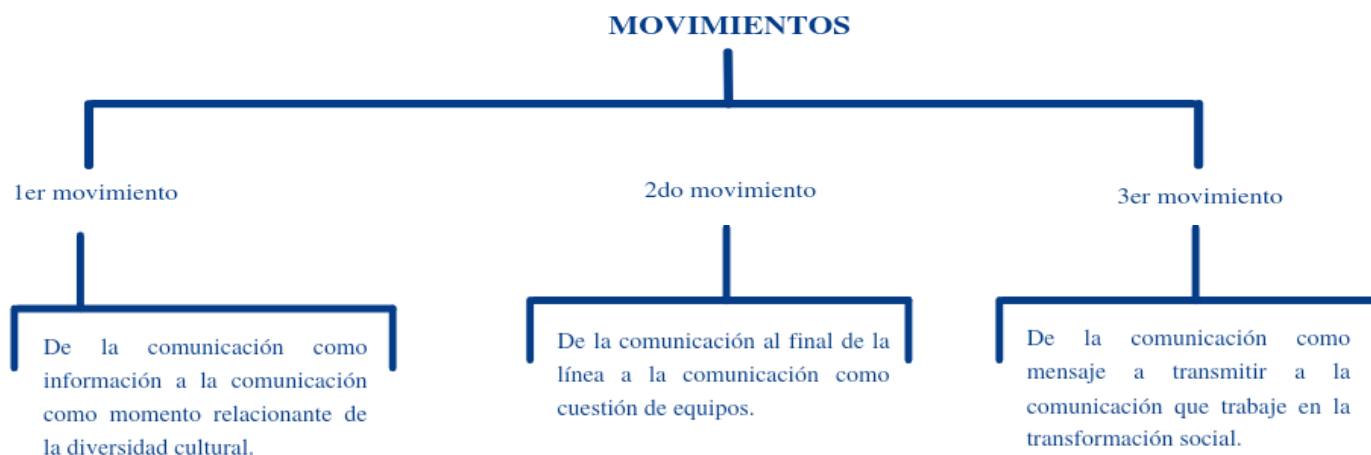 MOVIMIENTOS
1er movimiento
2do movimiento
3er movimiento
De la comunicación como
información a la comunicación
como momento relacionante de
la diversidad cultural.
De la comunicación al final de la
línea a la comunicación como
cuestión de equipos.
De la comunicación como
mensaje a transmitir a la
comunicación que trabaje en la
transformación social.